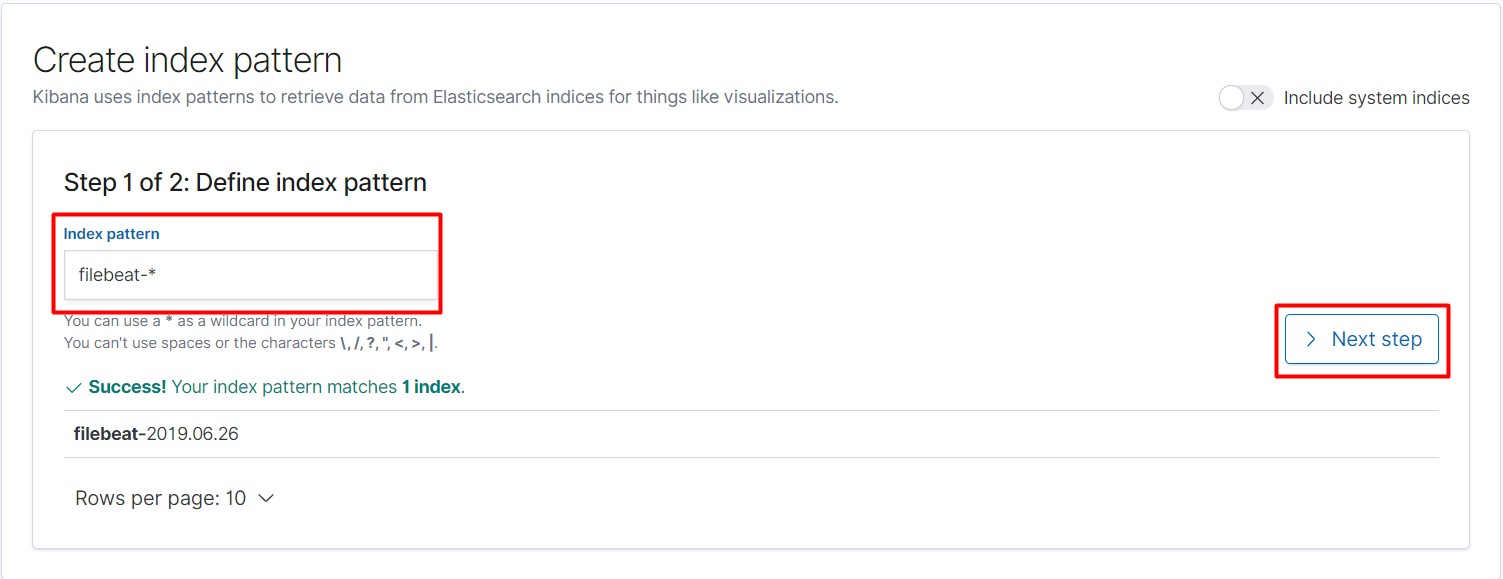 Create index pattern
Kibana uses index patterns to retrieve data from Elasticsearch indices for things like visualizations.
Include system indices
Step 1 of 2: Define index pattern
Index pattern
filebeat-*
You can use a * as a wildcard in your index pattern.
You can't use spaces or the characters \, /, ?, ", <, >, |.
Next step
Success! Your index pattern matches 1 index.
filebeat-2019.06.26
Rows per page: 10